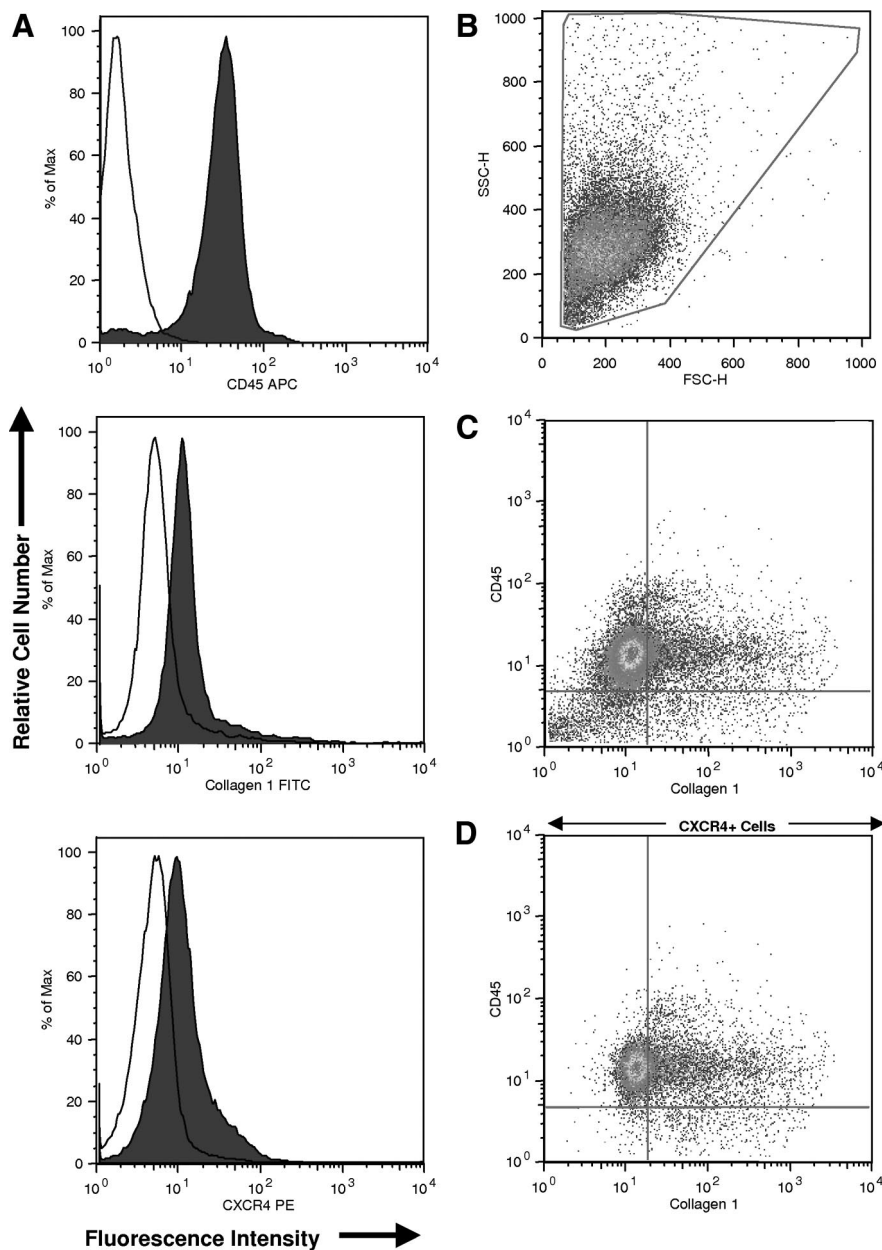 A
% of Max
100
80
60
40
20
0
10^0 10^1 10^2 10^3 10^4
CD45 APC
Relative Cell Number
% of Max
100
80
60
40
20
0
10^0 10^1 10^2 10^3 10^4
Collagen 1 FITC
% of Max
100
80
60
40
20
0
10^0 10^1 10^2 10^3 10^4
CXCR4 PE
Fluorescence Intensity
B
SSC-H
1000
800
600
400
200
0
0 200 400 600 800 1000
FSC-H
C
CD45
10^4
10^3
10^2
10^1
10^0
10^0 10^1 10^2 10^3 10^4
Collagen 1
D
CXCR4+ Cells
CD45
10^4
10^3
10^2
10^1
10^0
10^0 10^1 10^2 10^3 10^4
Collagen 1